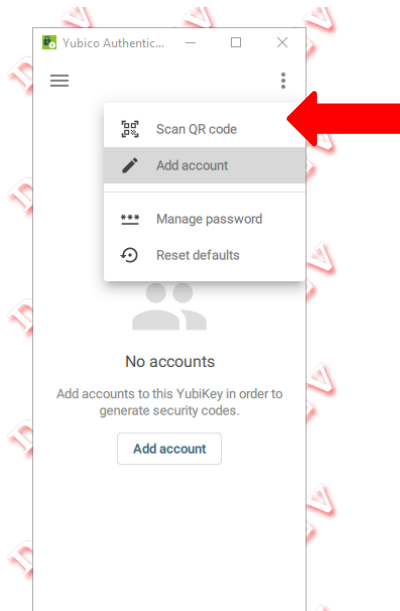 Yubico Authentic...
Scan QR code
Add account
Manage password
Reset defaults
No accounts
Add accounts to this YubiKey in order to
generate security codes.
Add account